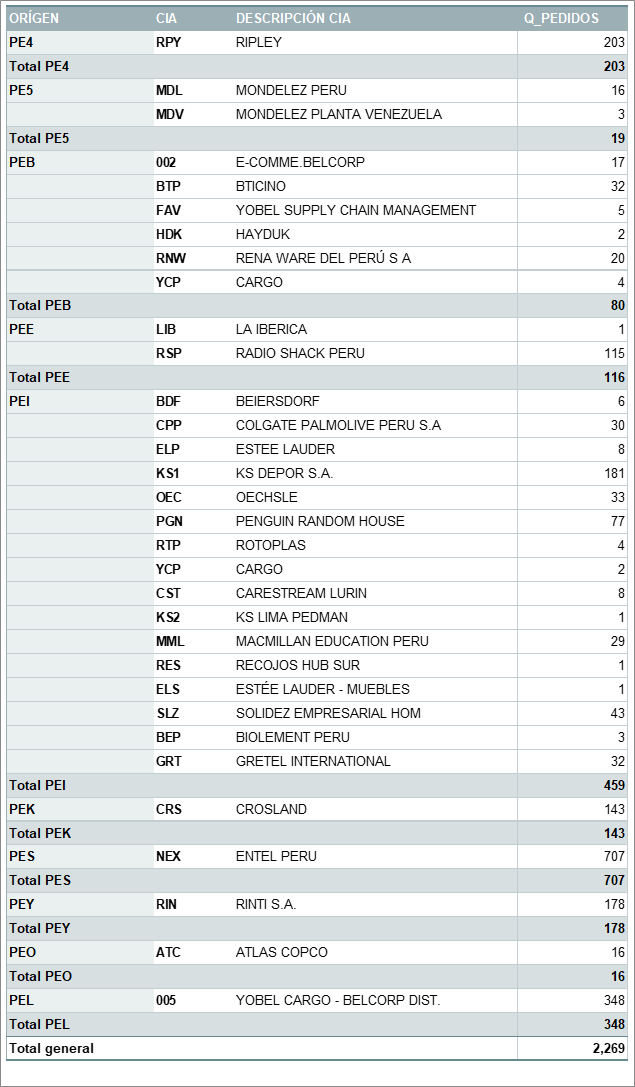 ORÍGEN CIA DESCRIPCIÓN CIA Q_PEDIDOS
PE4 RPY RIPLEY 203
Total PE4 203
PE5 MDL MONDELEZ PERU 16
MDV MONDELEZ PLANTA VENEZUELA 3
Total PE5 19
PEB 002 E-COMME.BELCORP 17
BTP BTICINO 32
FAV YOBEL SUPPLY CHAIN MANAGEMENT 5
HDK HAYDUK 2
RNW RENA WARE DEL PERÚ S A 20
YCP CARGO 4
Total PEB 80
PEE LIB LA IBERICA 1
RSP RADIO SHACK PERU 115
Total PEE 116
PEI BDF BEIERSDORF 6
CPP COLGATE PALMOLIVE PERU S.A 30
ELP ESTEE LAUDER 8
KS1 KS DEPOR S.A. 181
OEC OECHSLE 33
PGN PENGUIN RANDOM HOUSE 77
RTP ROTOPLAS 4
YCP CARGO 2
CST CARESTREAM LURIN 8
KS2 KS LIMA PEDMAN 1
MML MACMILLAN EDUCATION PERU 29
RES RECOJOS HUB SUR 1
ELS ESTÉE LAUDER - MUEBLES 1
SLZ SOLIDEZ EMPRESARIAL HOM 43
BEP BIOLEMENT PERU 3
GRT GRETEL INTERNATIONAL 32
Total PEI 459
PEK CRS CROSLAND 143
Total PEK 143
PES NEX ENTEL PERU 707
Total PES 707
PEY RIN RINTI S.A. 178
Total PEY 178
PEO ATC ATLAS COPCO 16
Total PEO 16
PEL 005 YOBEL CARGO - BELCORP DIST. 348
Total PEL 348
Total general 2,269